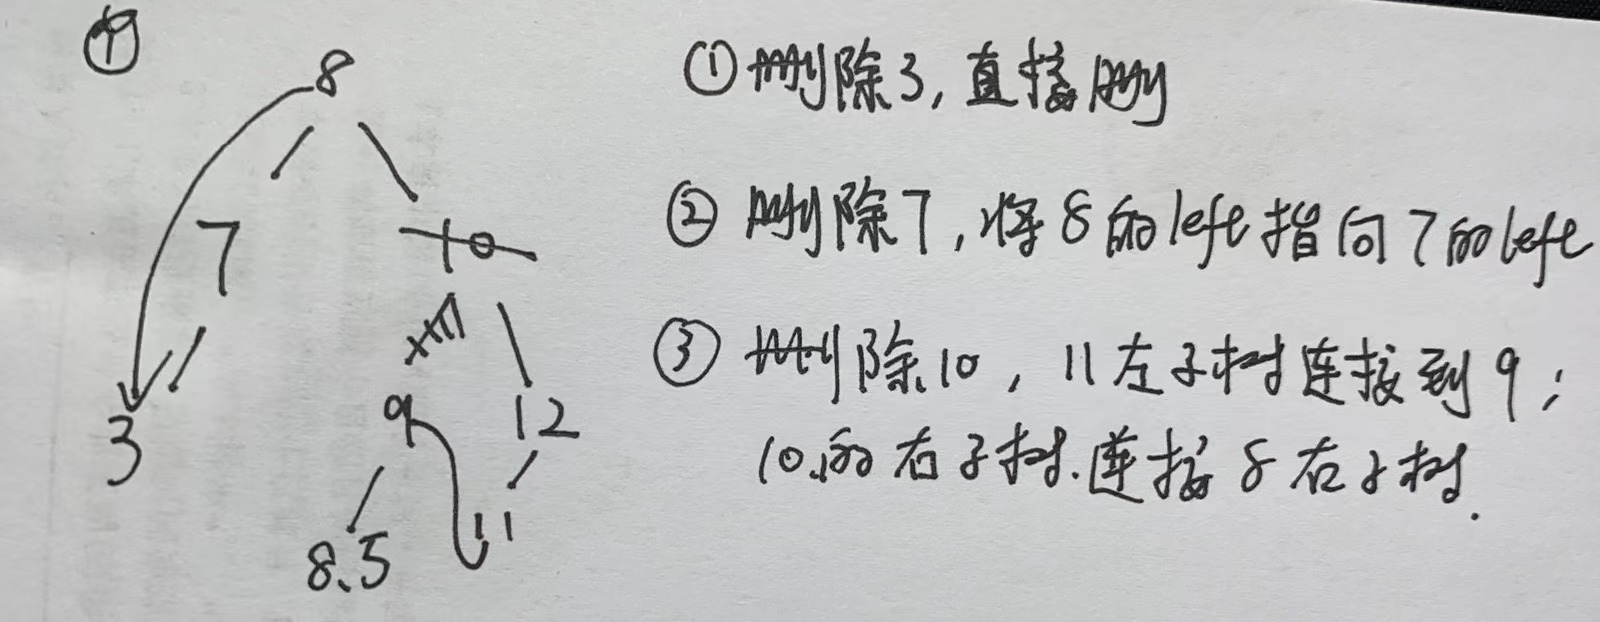 ④
8
7 10
3 9 12
8.5 11
①删除3,直接删
②删除7,将8的left指向7的left
③删除10,11左子树连接到9;
10的右子树.连接8右子树.